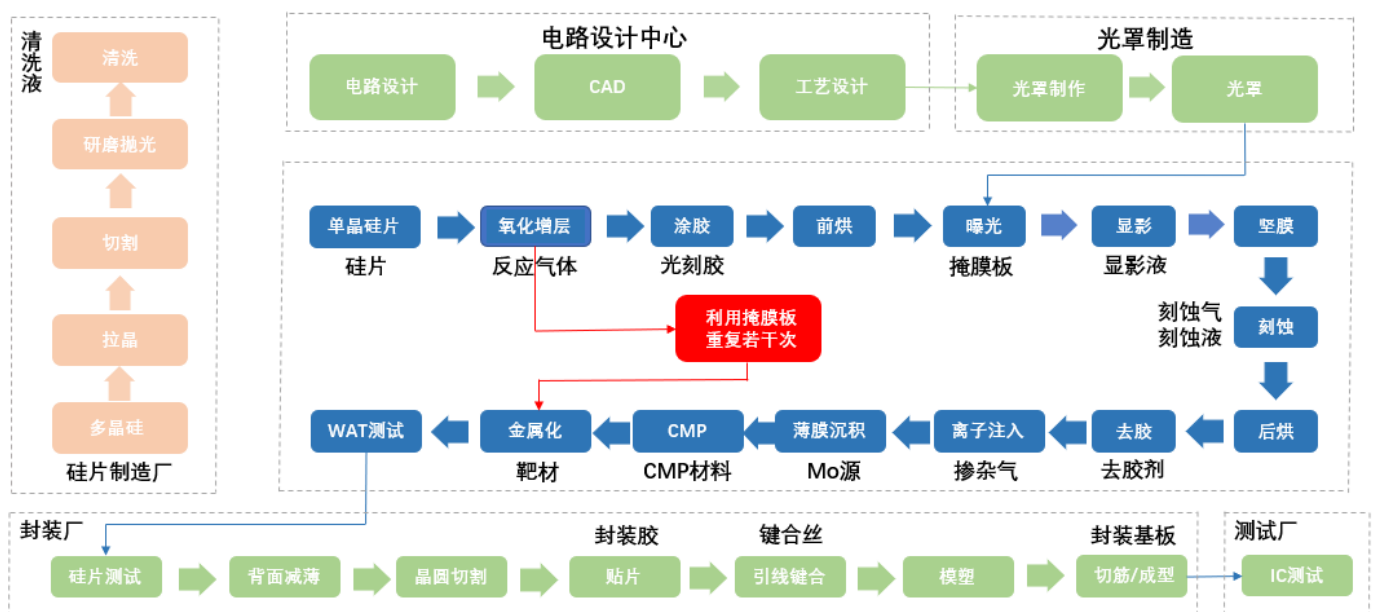 清洗液
清洗
研磨抛光
切割
拉晶
多晶硅
硅片制造厂
电路设计中心
电路设计
CAD
工艺设计
光罩制造
光罩制作
光罩
单晶硅片
氧化增层
涂胶
前烘
曝光
显影
坚膜
硅片
反应气体
光刻胶
掩膜板
显影液
利用掩膜板
重复若干次
刻蚀气
刻蚀液
刻蚀
WAT测试
金属化
CMP
薄膜沉积
离子注入
去胶
后烘
靶材
CMP材料
Mo源
掺杂气
去胶剂
封装厂
封装胶
键合丝
封装基板
硅片测试
背面减薄
晶圆切割
贴片
引线键合
模塑
切筋/成型
测试厂
IC测试